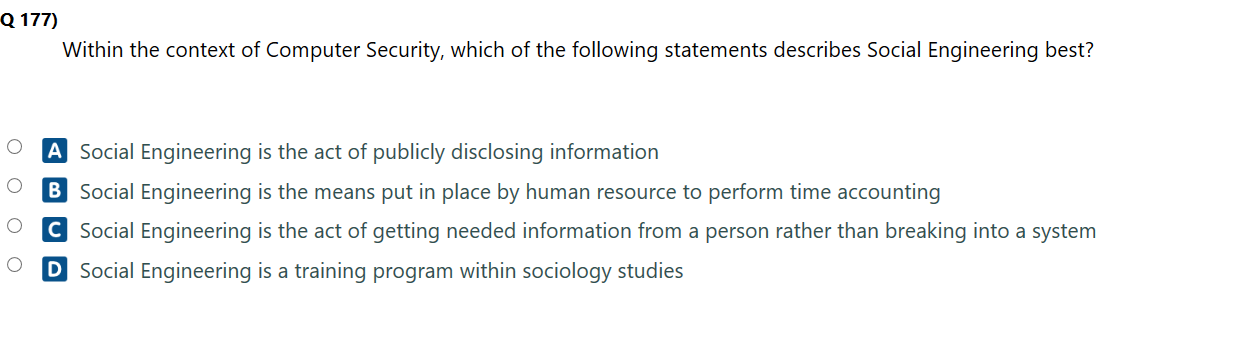 Q 177)
Within the context of Computer Security, which of the following statements describes Social Engineering best?
A Social Engineering is the act of publicly disclosing information
B Social Engineering is the means put in place by human resource to perform time accounting
C Social Engineering is the act of getting needed information from a person rather than breaking into a system
D Social Engineering is a training program within sociology studies